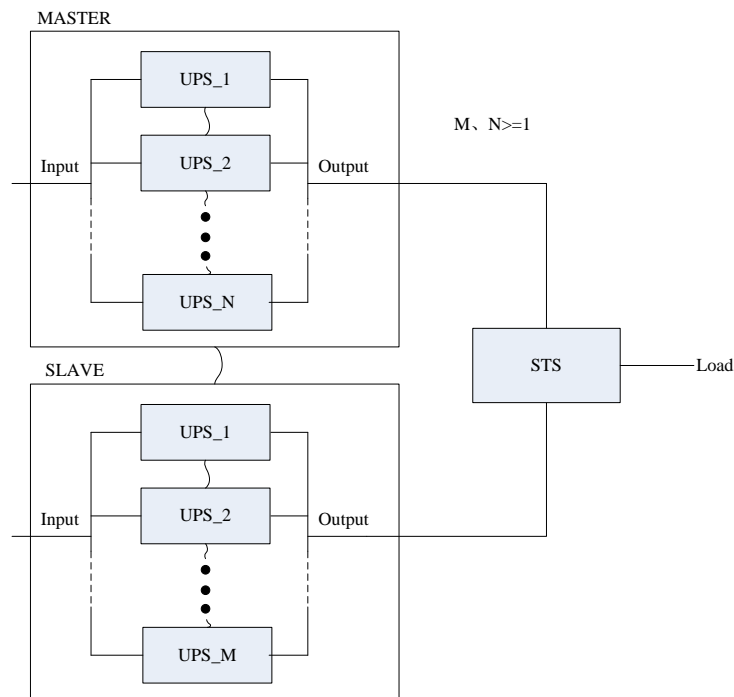 MASTER
UPS_1
M、N>=1
Input
UPS_2
Output
UPS_N
SLAVE
STS
Load
UPS_1
Input
UPS_2
Output
UPS_M